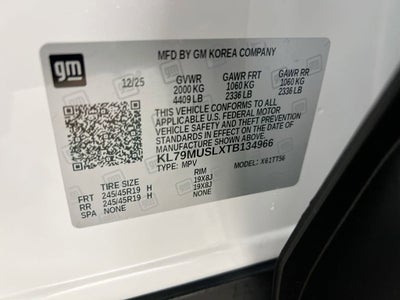 gm
MFD BY GM KOREA COMPANY
12/25 GVWR GAWR FRT GAWR RR
2000 KG 1060 KG 1060 KG
4409 LB 2336 LB 2336 LB
THIS VEHICLE CONFORMS TO ALL
APPLICABLE U.S. FEDERAL MOTOR
VEHICLE SAFETY, BUMPER, AND THEFT PREVENTION
STANDARDS IN EFFECT ON THE DATE OF
MANUFACTURE SHOWN ABOVE.
KL79MUSLXTB134966
TYPE: MPV MODEL: X61TT56
TIRE SIZE RIM
FRT 245/45R19 H 19X8J
RR 245/45R19 H 19X8J
SPA NONE NONE